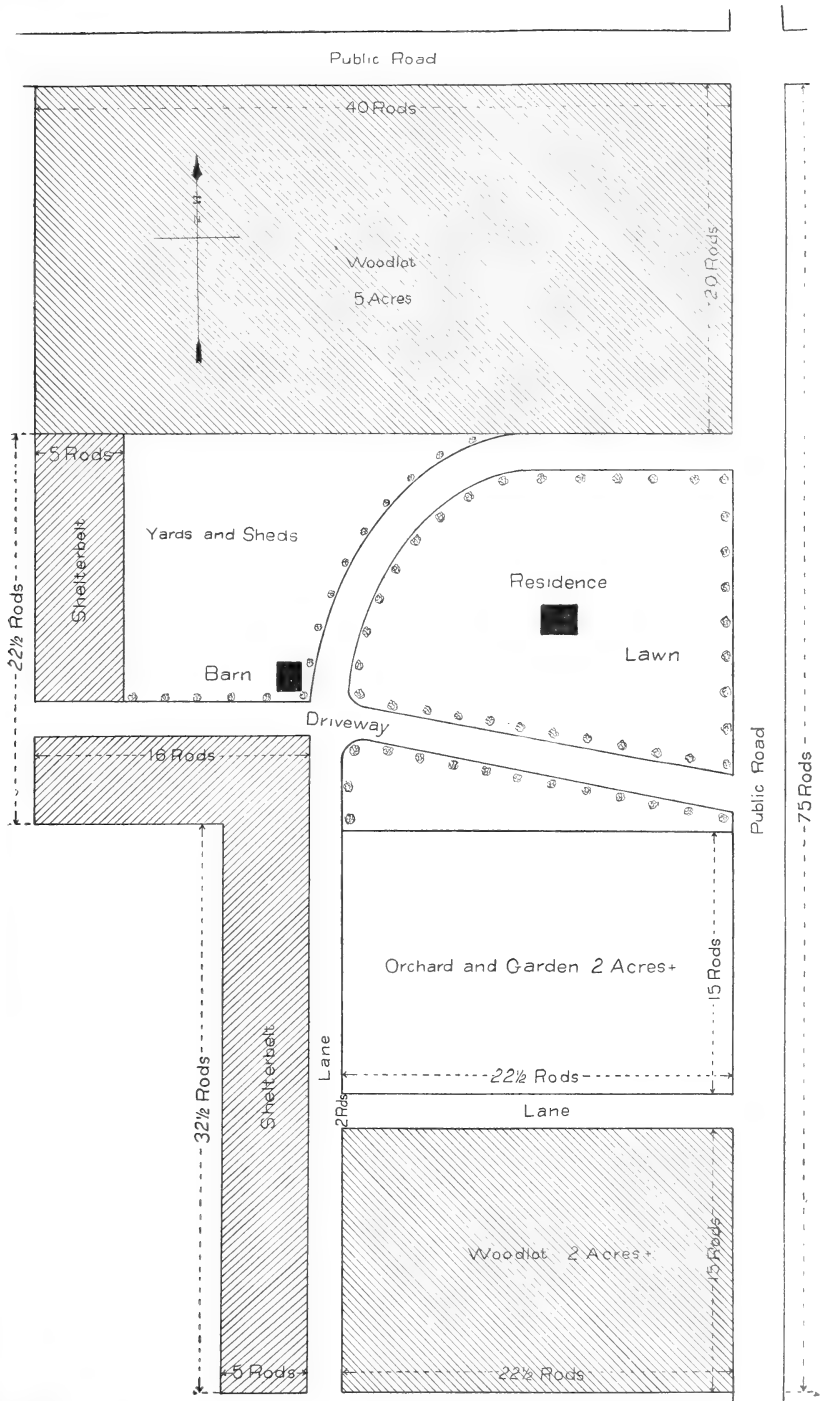 Public Road
40 Rods
N
Woodlot
5 Acres
20 Rods
5 Rods
Yards and Sheds
Shelterbelt
22½ Rods
Residence
Lawn
Barn
Driveway
16 Rods
Public Road
75 Rods
Orchard and Garden 2 Acres+
15 Rods
22½ Rods
Lane
Lane
2 Rds
Shelterbelt
32½ Rods
Woodlot 2 Acres+
15 Rods
5 Rods
22½ Rods